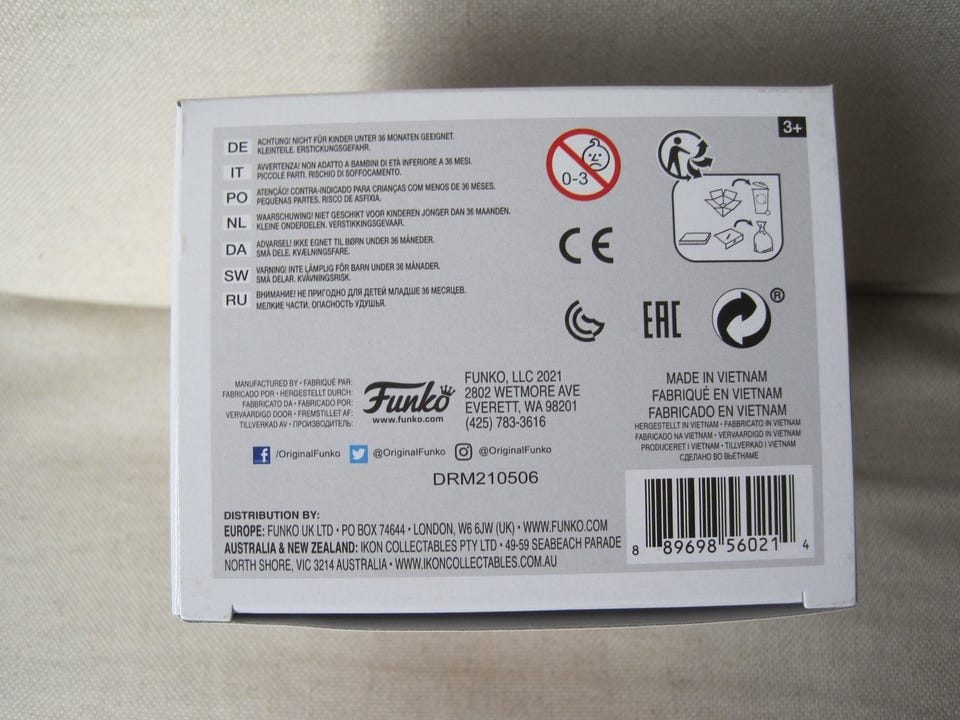 DE ACHTUNG! NICHT FÜR KINDER UNTER 36 MONATEN GEEIGNET.
KLEINTEILE. ERSTICKUNGSGEFAHR.
IT AVVERTENZA! NON ADATTO A BAMBINI DI ETÀ INFERIORE A 36 MESI.
PICCOLE PARTI. RISCHIO DI SOFFOCAMENTO.
PO ATENÇÃO! CONTRA-INDICADO PARA CRIANÇAS COM MENOS DE 36 MESES.
PEQUENAS PARTES. RISCO DE ASFIXIA.
NL WAARSCHUWING! NIET GESCHIKT VOOR KINDEREN JONGER DAN 36 MAANDEN.
KLEINE ONDERDELEN. VERSTIKKINGSGEVAAR.
DA ADVARSEL! IKKE EGNET TIL BØRN UNDER 36 MÅNEDER.
SMÅ DELE. KVÆLNINGSFARE.
SW VARNING! INTE LÄMPLIG FÖR BARN UNDER 36 MÅNADER.
SMÅ DELAR. KVÄVNINGSRISK.
RU ВНИМАНИЕ! НЕ ПРИГОДНО ДЛЯ ДЕТЕЙ МЛАДШЕ 36 МЕСЯЦЕВ.
МЕЛКИЕ ЧАСТИ. ОПАСНОСТЬ УДУШЬЯ.
0-3
3+
CE
EAC
®
MANUFACTURED BY • FABRIQUÉ PAR:
FABRICADO POR • HERGESTELLT DURCH:
FABBRICATO DA • FABRICADO POR:
VERVAARDIGD DOOR • FREMSTILLET AF:
TILLVERKAD AV • ПРОИЗВОДИТЕЛЬ:
Funko
www.funko.com
FUNKO, LLC 2021
2802 WETMORE AVE
EVERETT, WA 98201
(425) 783-3616
MADE IN VIETNAM
FABRIQUÉ EN VIETNAM
FABRICADO EN VIETNAM
HERGESTELLT IN VIETNAM • FABBRICATO IN VIETNAM
FABRICADO NA VIETNAM • VERVAARDIGD IN VIETNAM
PRODUCERET I VIETNAM • TILLVERKAD I VIETNAM
СДЕЛАНО ВО ВЬЕТНАМЕ
/OriginalFunko @OriginalFunko @OriginalFunko
DRM210506
DISTRIBUTION BY:
EUROPE: FUNKO UK LTD • PO BOX 74644 • LONDON, W6 6JW (UK) • WWW.FUNKO.COM
AUSTRALIA & NEW ZEALAND: IKON COLLECTABLES PTY LTD • 49-59 SEABEACH PARADE
NORTH SHORE, VIC 3214 AUSTRALIA • WWW.IKONCOLLECTABLES.COM.AU
8 89698 56021 4